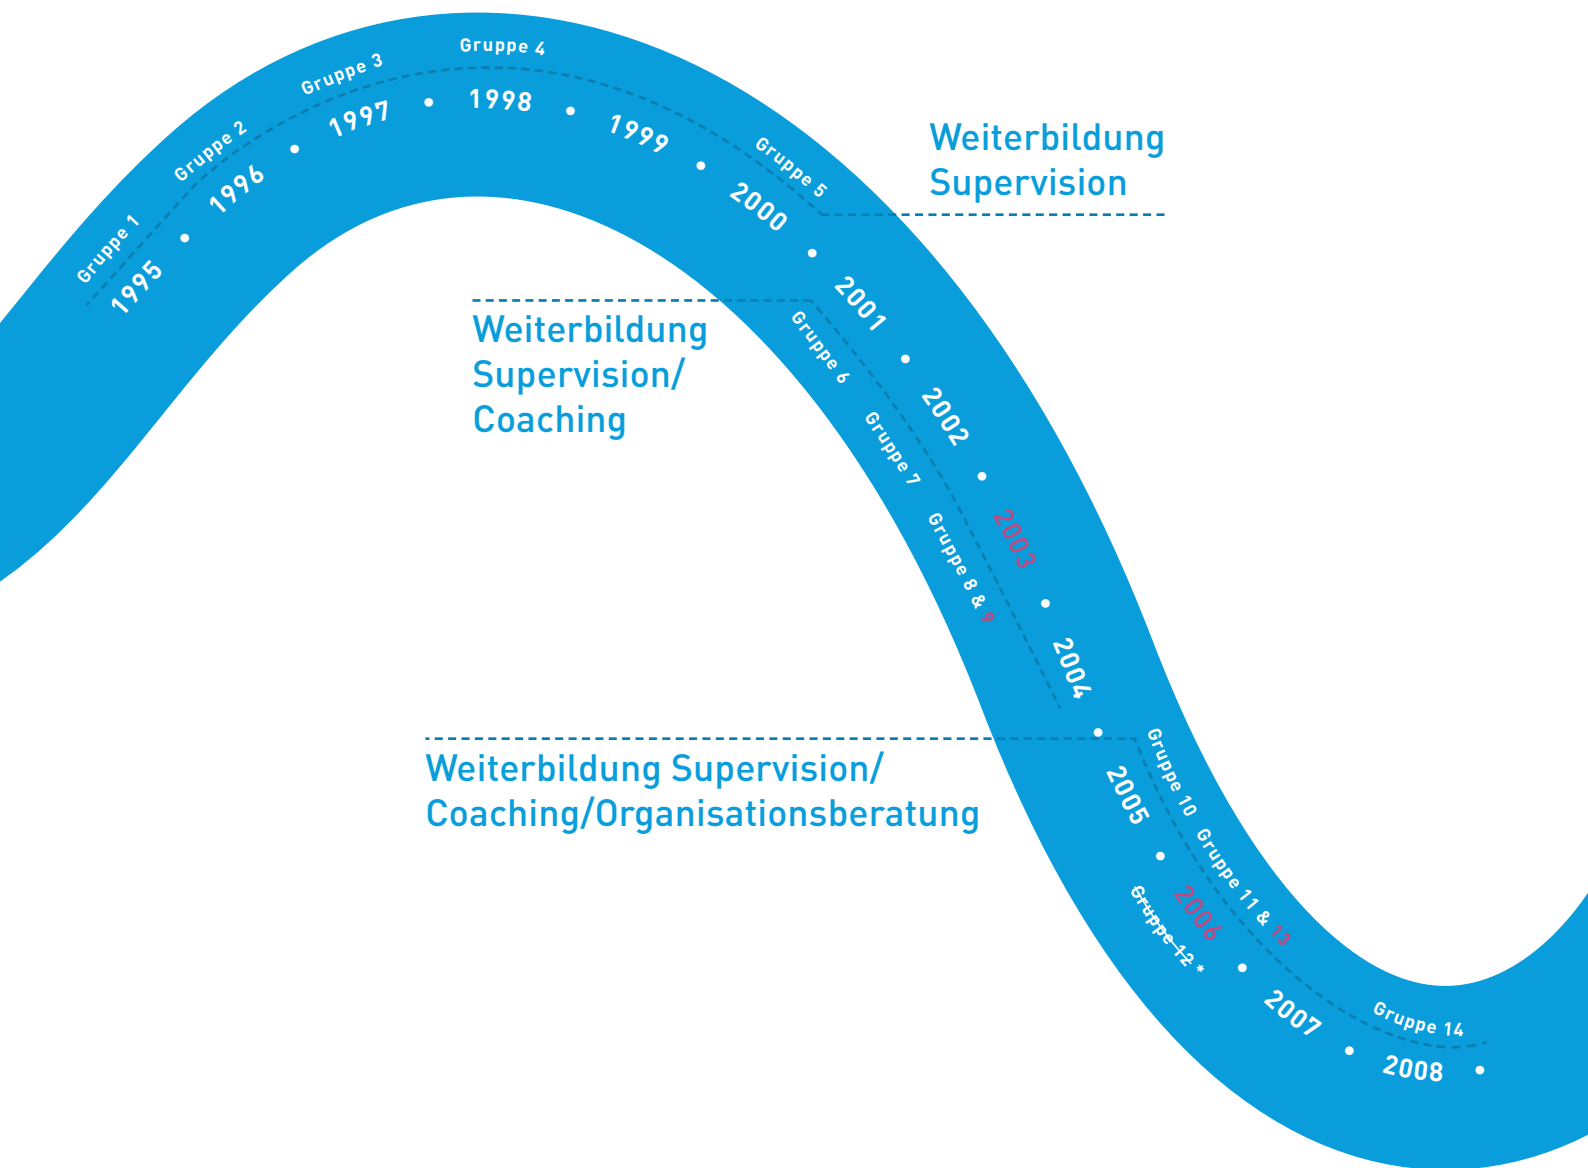 Gruppe 1
Gruppe 2
Gruppe 3
Gruppe 4
Gruppe 5
1995 • 1996 • 1997 • 1998 • 1999 • 2000 • 2001 • 2002 • 2003 • 2004 • 2005 • 2006 • 2007 • 2008 •
Weiterbildung
Supervision
Weiterbildung
Supervision/
Coaching
Gruppe 6
Gruppe 7
Gruppe 8 & 9
Weiterbildung Supervision/
Coaching/Organisationsberatung
Gruppe 10
Gruppe 11 & 13
Gruppe 12 *
Gruppe 14